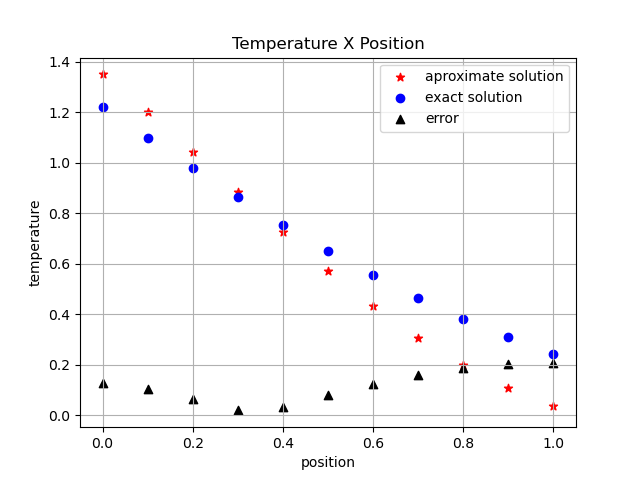 Temperature X Position
aproximate solution
exact solution
error
temperature
1.4
1.2
1.0
0.8
0.6
0.4
0.2
0.0
0.0 0.2 0.4 0.6 0.8 1.0
position